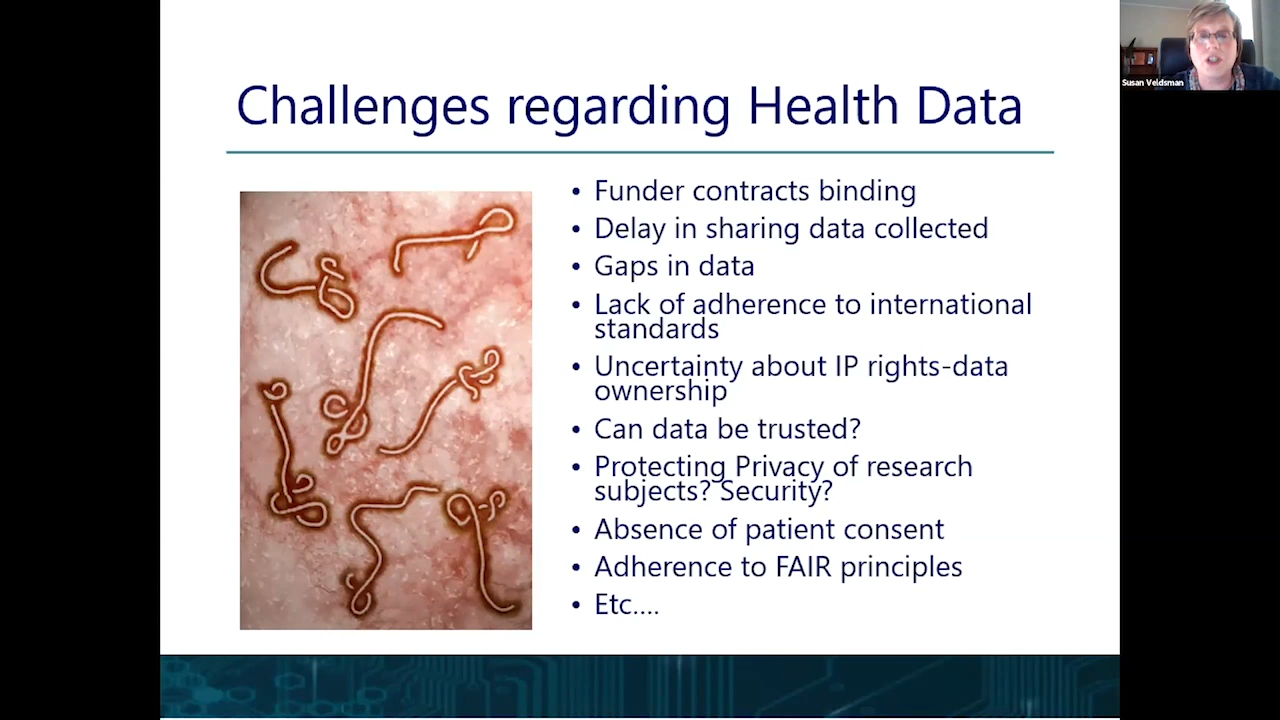 Challenges regarding Health Data
• Funder contracts binding
• Delay in sharing data collected
• Gaps in data
• Lack of adherence to international
standards
• Uncertainty about IP rights-data
ownership
• Can data be trusted?
• Protecting Privacy of research
subjects? Security?
• Absence of patient consent
• Adherence to FAIR principles
• Etc….
Susan Veldsman